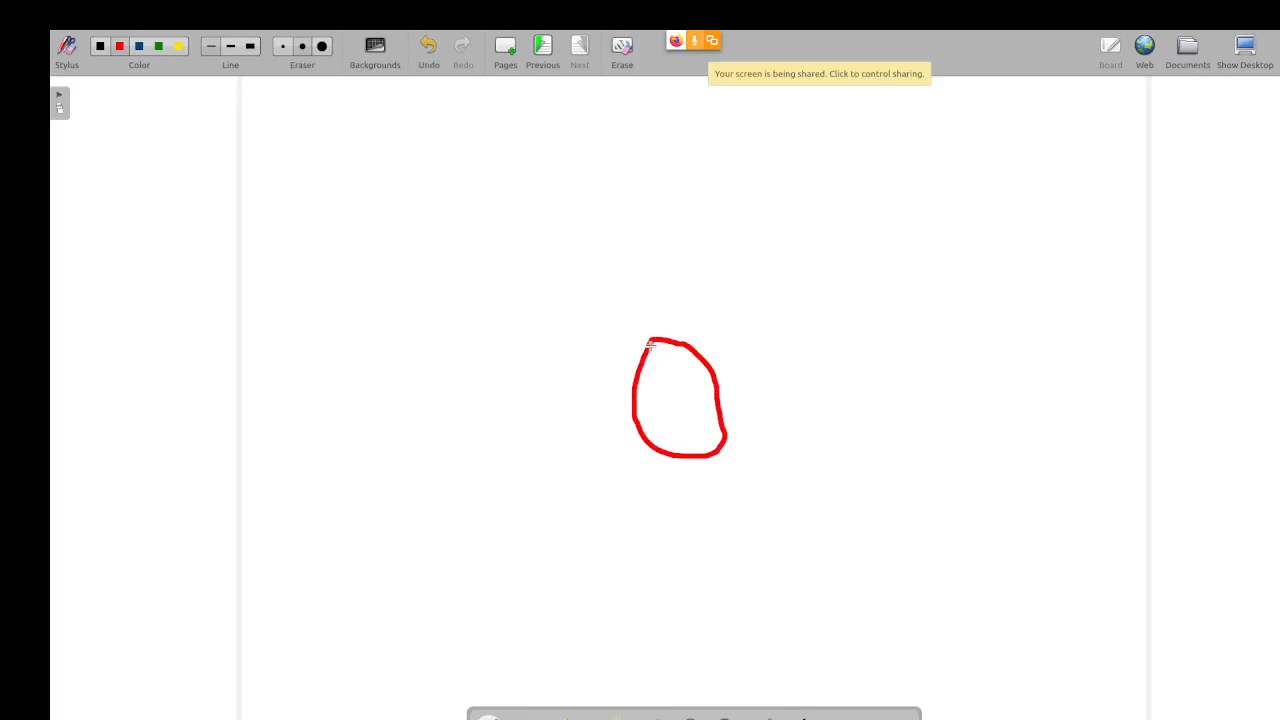 Stylus Color Line Eraser Backgrounds Undo Redo Pages Previous Next Erase Board Web Documents Show Desktop
Your screen is being shared. Click to control sharing.